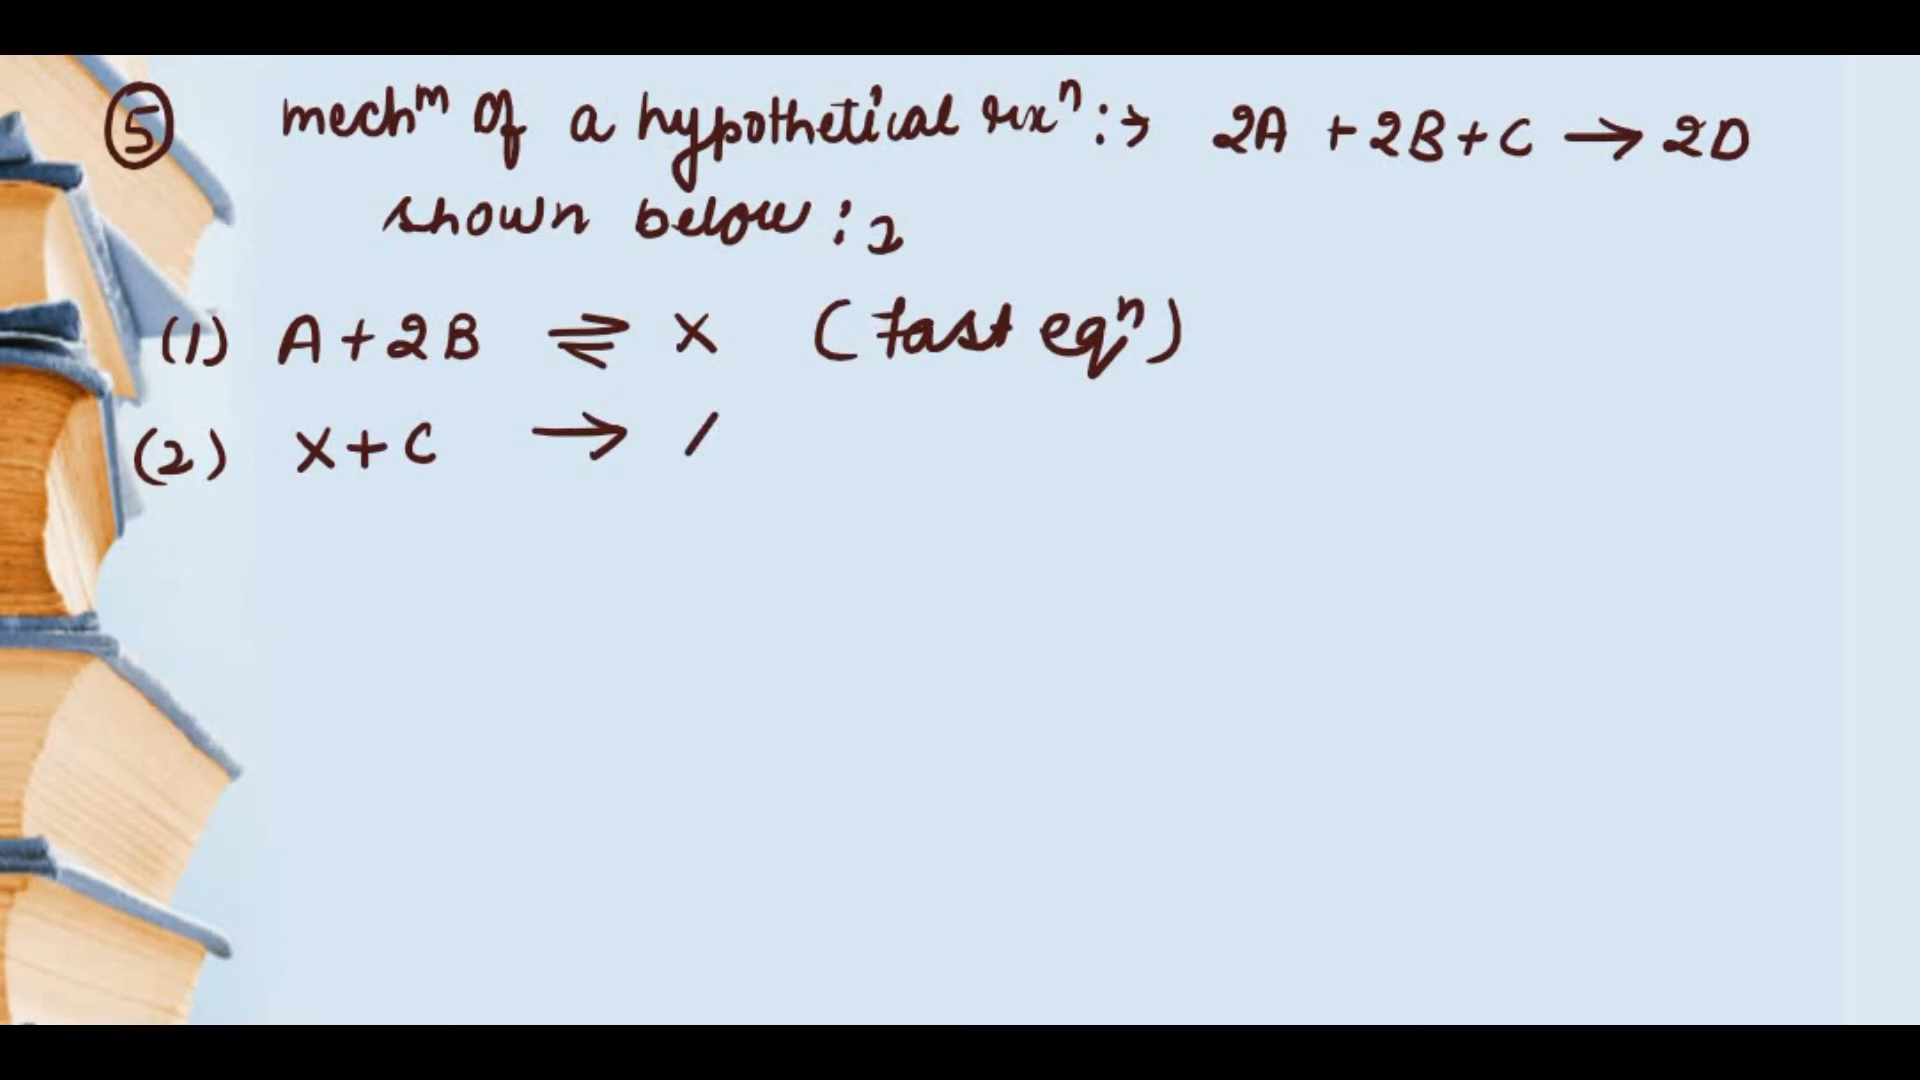 5 mechᵐ of a hypothetical rxⁿ :→ 2A + 2B + C → 2D
shown below :
(1) A + 2B ⇌ X (fast eqⁿ)
(2) X + C →